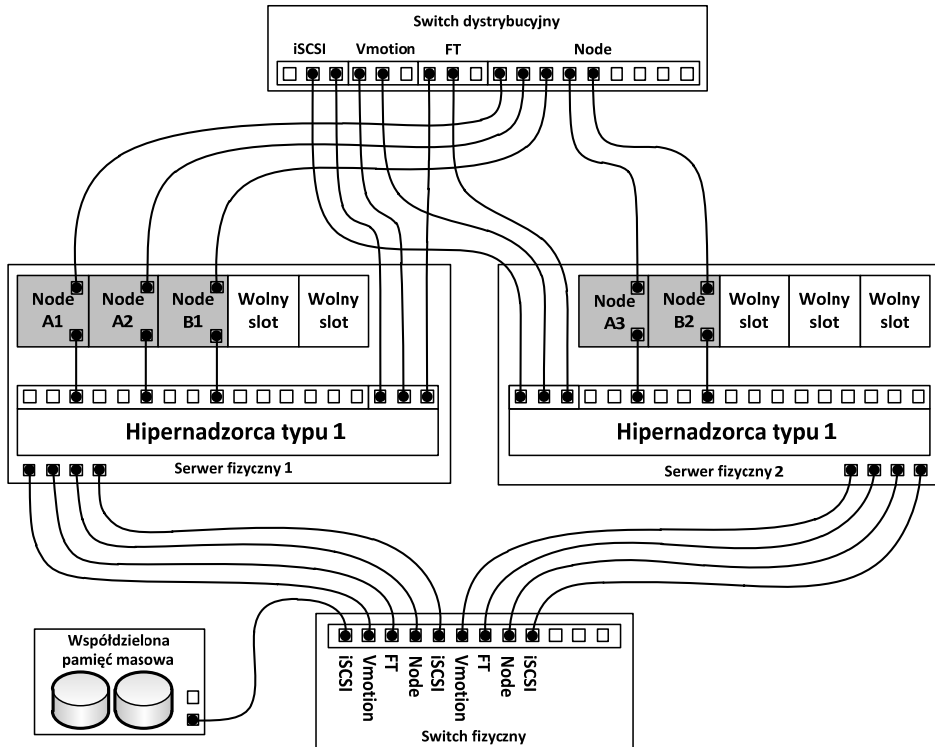 Switch dystrybucyjny
iSCSI Vmotion FT Node
Node A1
Node A2
Node B1
Wolny slot
Wolny slot
Node A3
Node B2
Wolny slot
Wolny slot
Wolny slot
Hipernadzorca typu 1
Serwer fizyczny 1
Hipernadzorca typu 1
Serwer fizyczny 2
Współdzielona
pamięć masowa
iSCSI
Vmotion
FT
Node
iSCSI
Vmotion
FT
Node
iSCSI
Switch fizyczny